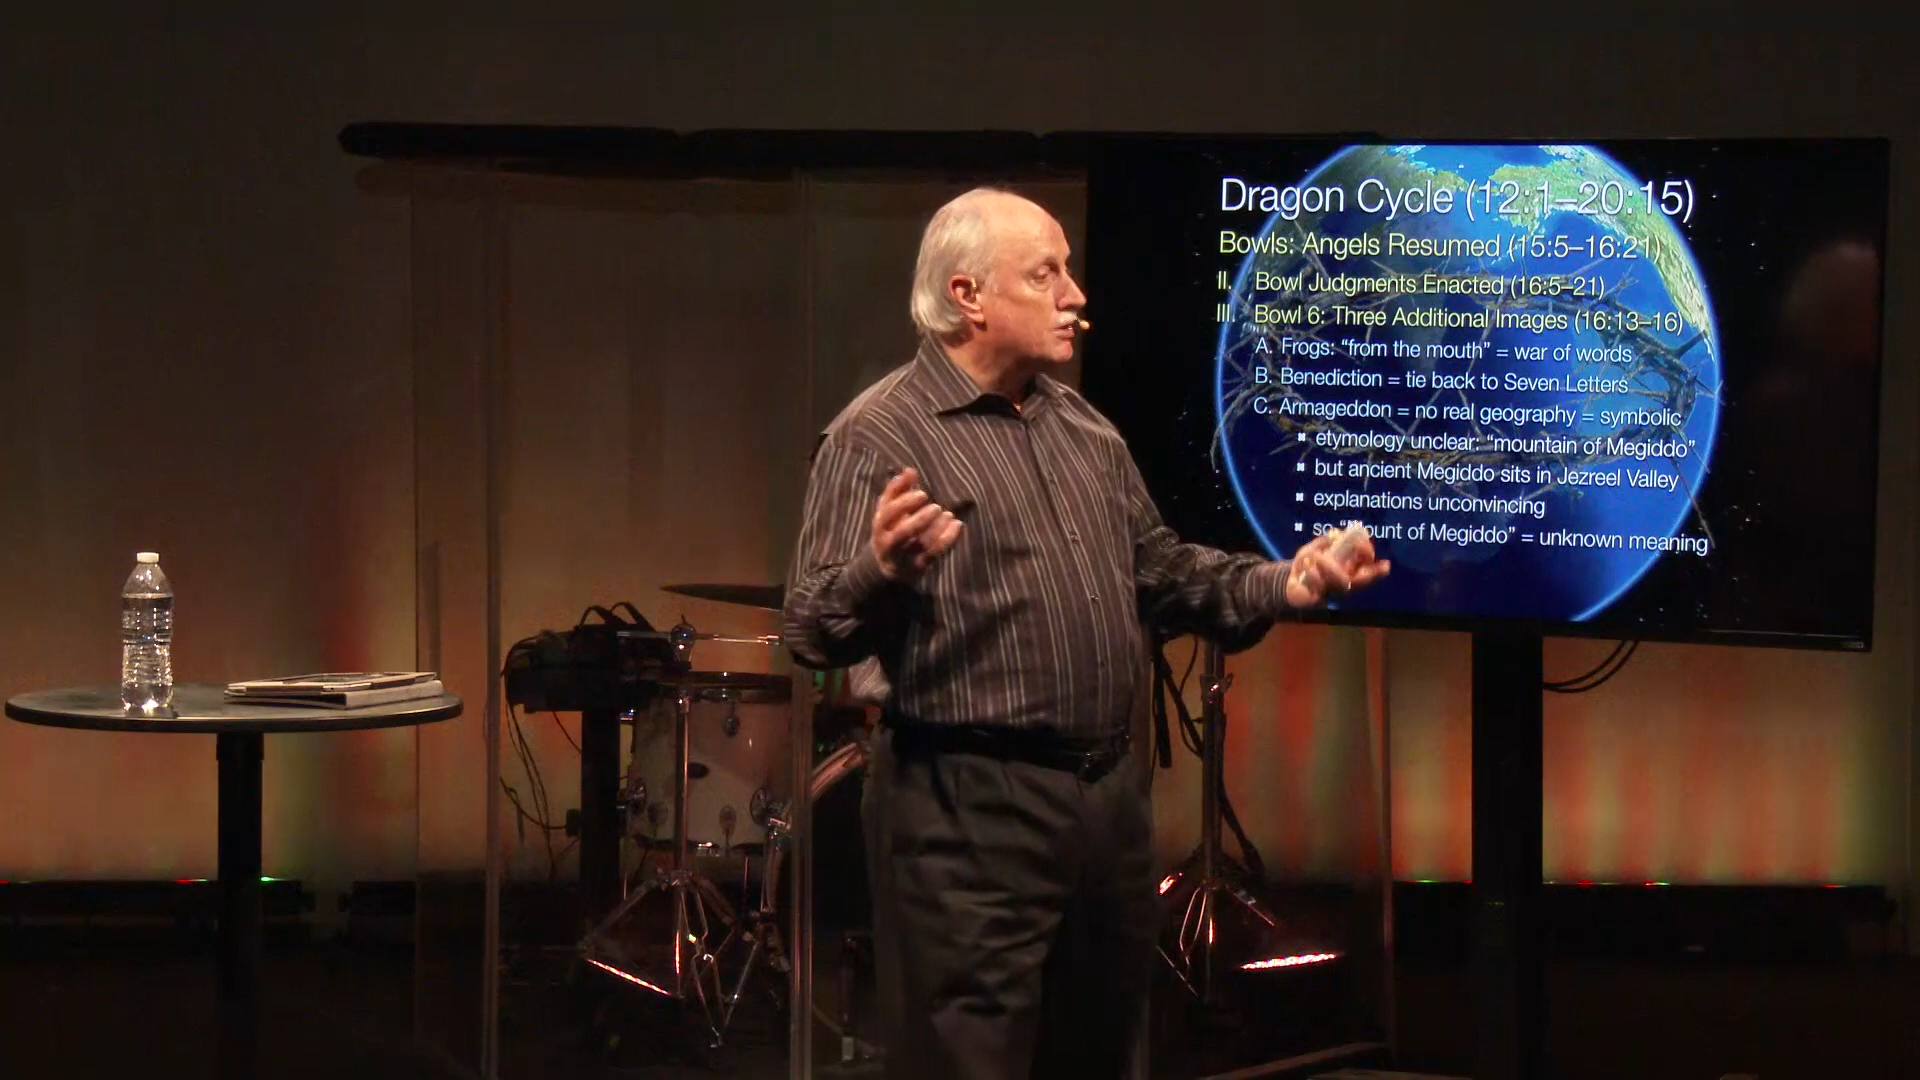 Dragon Cycle (12:1–20:15)
Bowls: Angels Resumed (15:5–16:21)
II. Bowl Judgments Enacted (16:5–21)
III. Bowl 6: Three Additional Images (16:13–16)
A. Frogs: “from the mouth” = war of words
B. Benediction = tie back to Seven Letters
C. Armageddon = no real geography = symbolic
etymology unclear: “mountain of Megiddo”
but ancient Megiddo sits in Jezreel Valley
explanations unconvincing
so “Mount of Megiddo” = unknown meaning